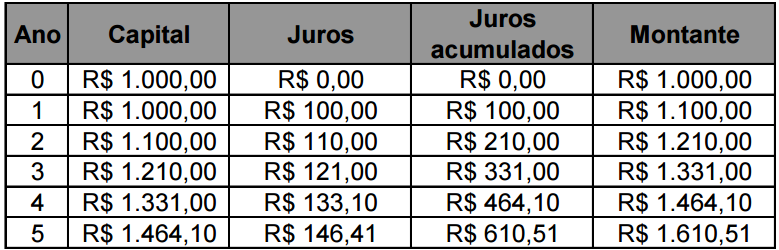 Ano Capital Juros Juros acumulados Montante
0 R$ 1.000,00 R$ 0,00 R$ 0,00 R$ 1.000,00
1 R$ 1.000,00 R$ 100,00 R$ 100,00 R$ 1.100,00
2 R$ 1.100,00 R$ 110,00 R$ 210,00 R$ 1.210,00
3 R$ 1.210,00 R$ 121,00 R$ 331,00 R$ 1.331,00
4 R$ 1.331,00 R$ 133,10 R$ 464,10 R$ 1.464,10
5 R$ 1.464,10 R$ 146,41 R$ 610,51 R$ 1.610,51